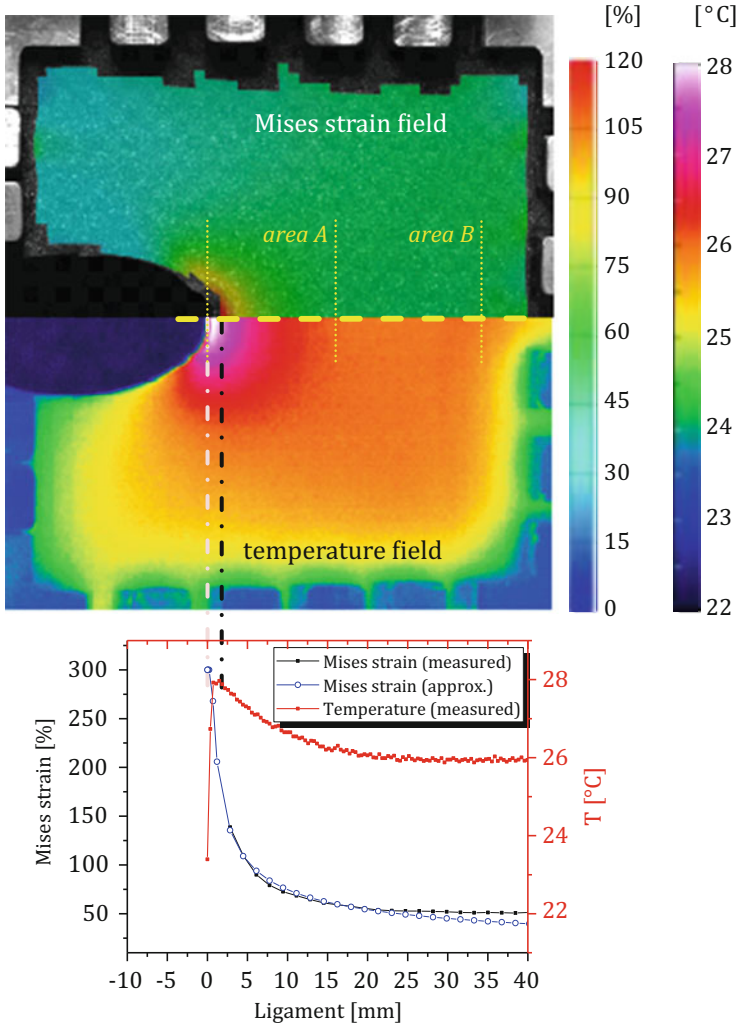 [%]
[°C]
Mises strain field
area A
area B
temperature field
120
105
90
75
60
45
30
15
0
28
27
26
25
24
23
22
Mises strain (measured)
Mises strain (approx.)
Temperature (measured)
Mises strain [%]
300
250
200
150
100
50
T [°C]
28
26
24
22
-10 -5 0 5 10 15 20 25 30 35 40
Ligament [mm]